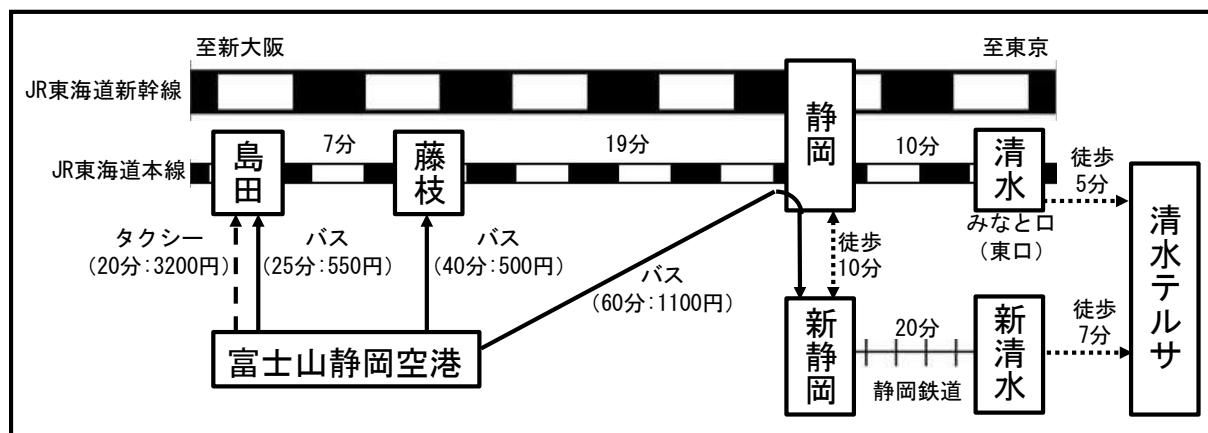 至新大阪
至東京
JR東海道新幹線
静岡
JR東海道本線
島田
7分
藤枝
19分
10分
清水
徒歩
5分
みなと口
(東口)
タクシー
(20分:3200円)
バス
(25分:550円)
バス
(40分:500円)
バス
(60分:1100円)
徒歩
10分
清水テルサ
富士山静岡空港
新静岡
20分
静岡鉄道
新清水
徒歩
7分